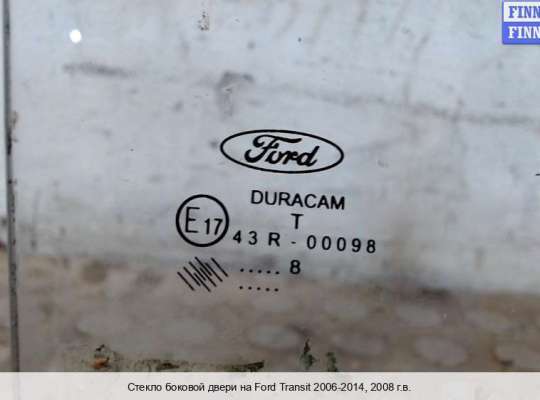 FINN
FINN
Ford
DURACAM
T
E17
43R-00098
..... 8
.....
Стекло боковой двери на Ford Transit 2006-2014, 2008 г.в.